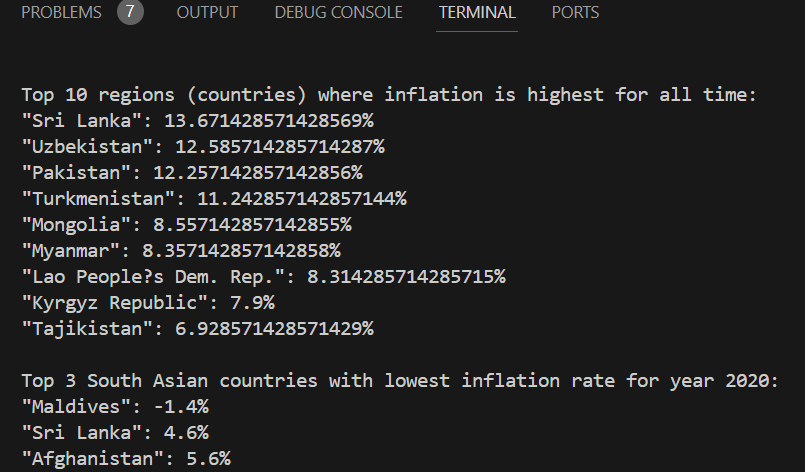 PROBLEMS 7 OUTPUT DEBUG CONSOLE TERMINAL PORTS
Top 10 regions (countries) where inflation is highest for all time:
"Sri Lanka": 13.671428571428569%
"Uzbekistan": 12.585714285714287%
"Pakistan": 12.257142857142856%
"Turkmenistan": 11.242857142857144%
"Mongolia": 8.557142857142855%
"Myanmar": 8.357142857142858%
"Lao People?s Dem. Rep.": 8.314285714285715%
"Kyrgyz Republic": 7.9%
"Tajikistan": 6.928571428571429%
Top 3 South Asian countries with lowest inflation rate for year 2020:
"Maldives": -1.4%
"Sri Lanka": 4.6%
"Afghanistan": 5.6%